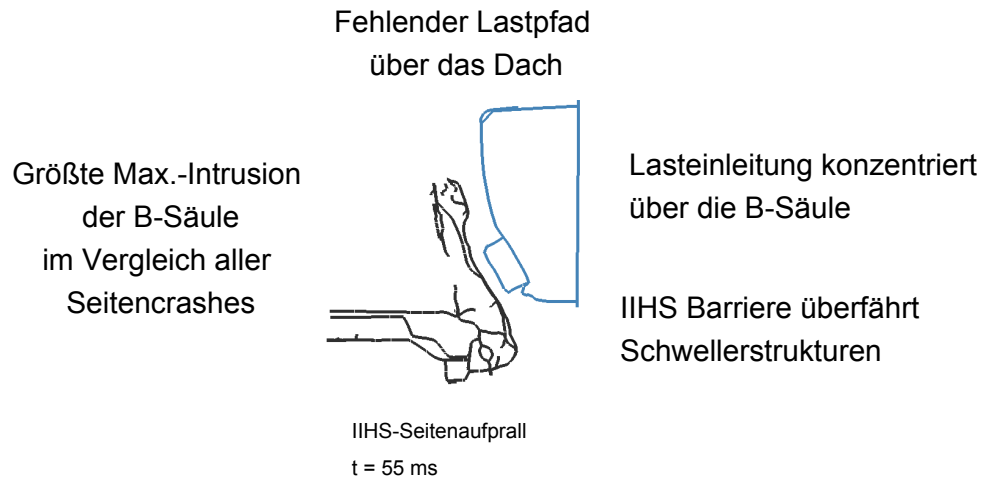 Fehlender Lastpfad
über das Dach
Größte Max.-Intrusion
der B-Säule
im Vergleich aller
Seitencrashes
Lasteinleitung konzentriert
über die B-Säule
IIHS Barriere überfährt
Schwellerstrukturen
IIHS-Seitenaufprall
t = 55 ms